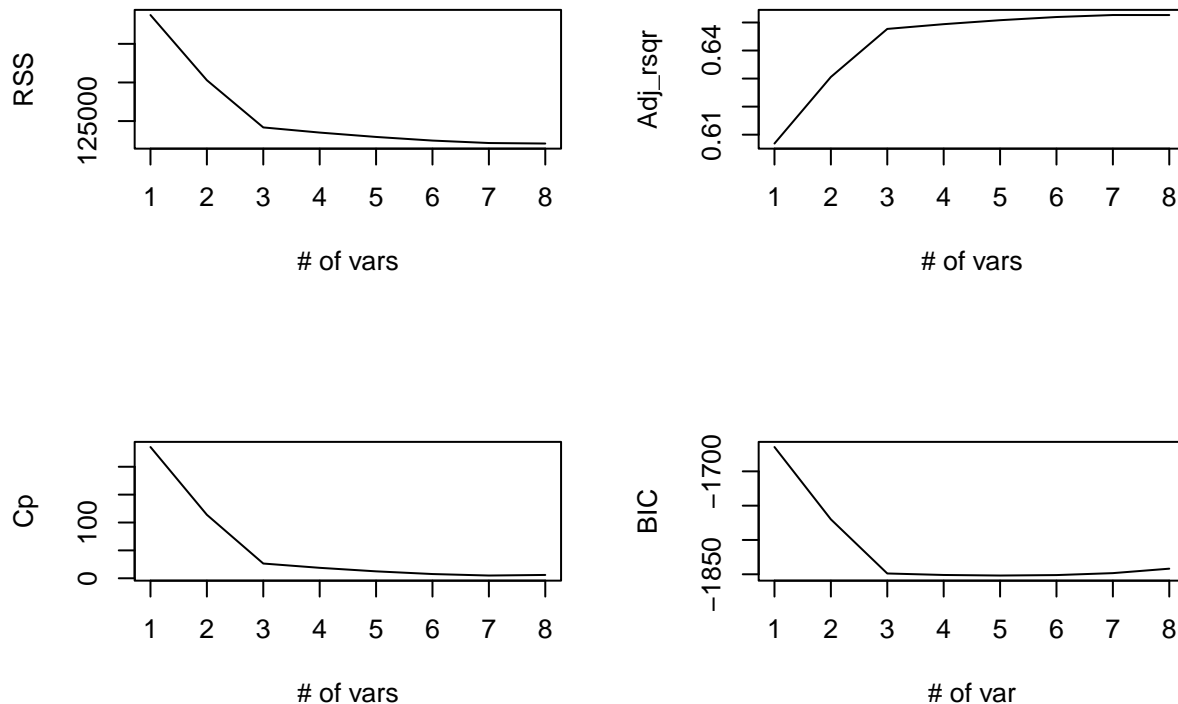 RSS
125000
1 2 3 4 5 6 7 8
# of vars
Adj_rsqr
0.64
0.61
1 2 3 4 5 6 7 8
# of vars
Cp
100
0
1 2 3 4 5 6 7 8
# of vars
BIC
−1700
−1850
1 2 3 4 5 6 7 8
# of var